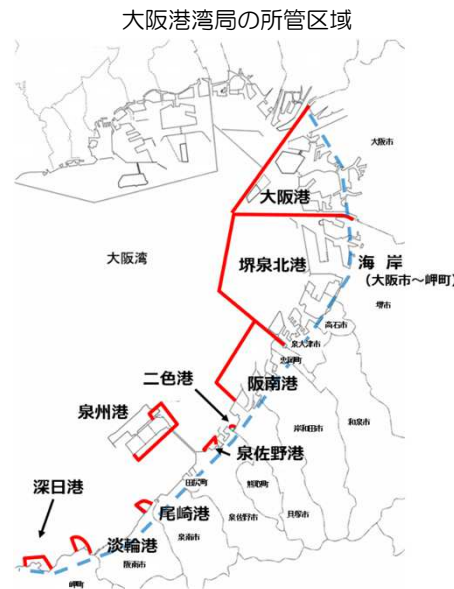 大阪港湾局の所管区域
大阪市
大阪港
大阪湾
堺泉北港
海 岸
(大阪市～岬町)
堺市
高石市
泉大津市
忠岡町
二色港
阪南港
泉州港
岸和田市
和泉市
泉佐野港
深日港
田尻町
熊取町
尾崎港
泉佐野市
貝塚市
淡輪港
泉南市
阪南市
岬町